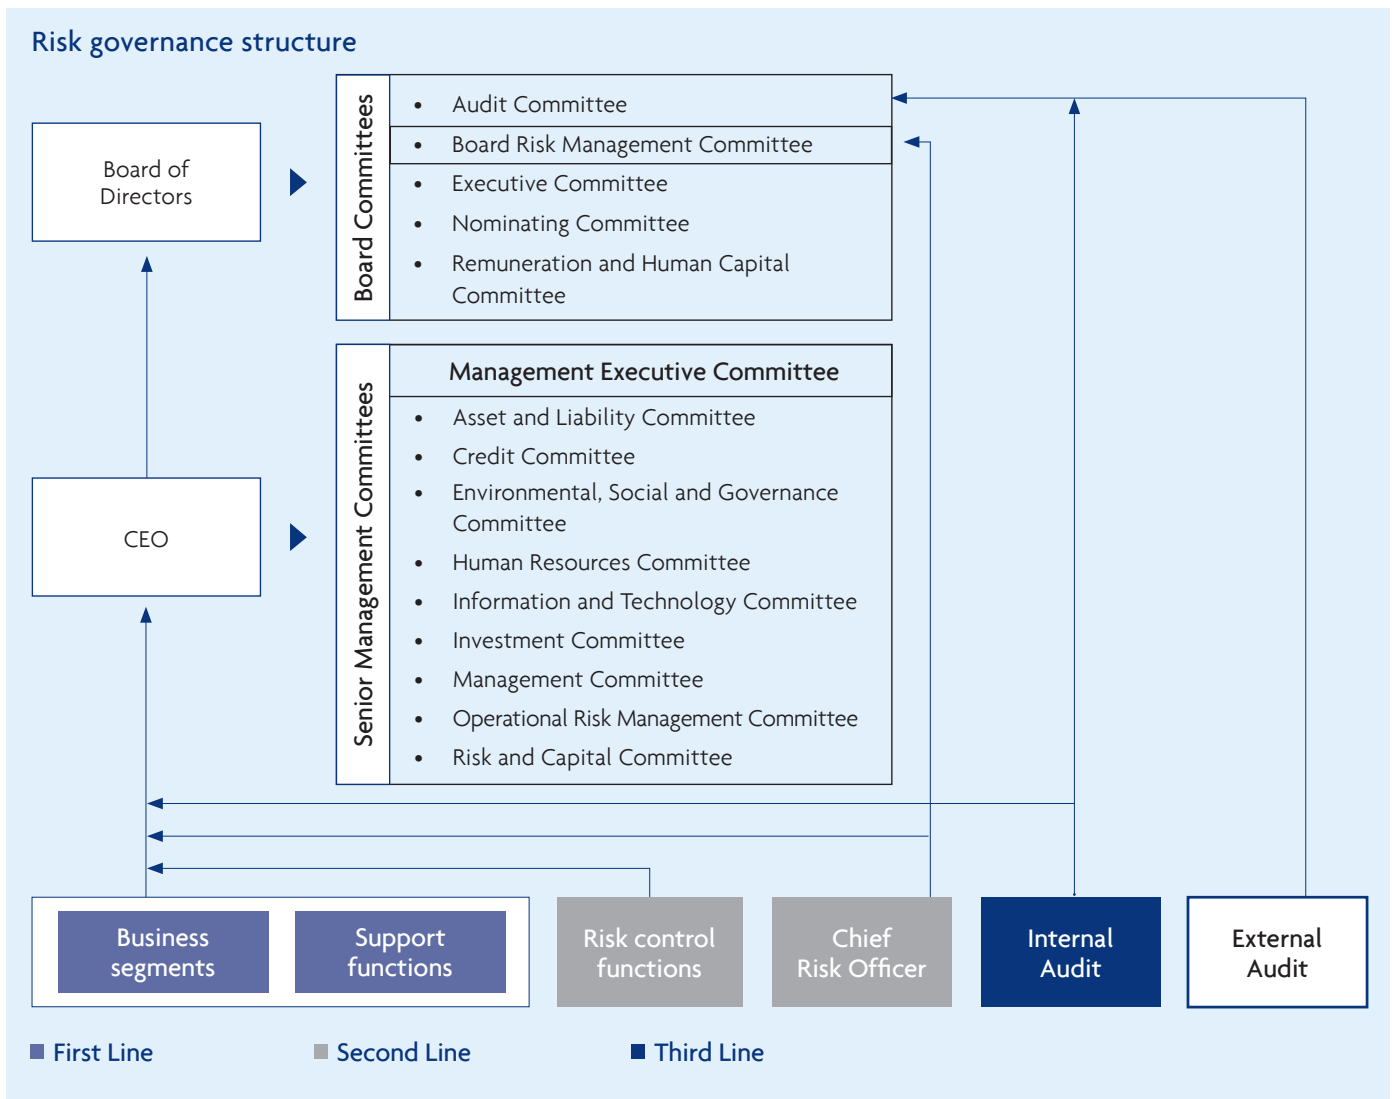 Risk governance structure
Board of
Directors
Board Committees
• Audit Committee
• Board Risk Management Committee
• Executive Committee
• Nominating Committee
• Remuneration and Human Capital
Committee
CEO
Senior Management Committees
Management Executive Committee
• Asset and Liability Committee
• Credit Committee
• Environmental, Social and Governance
Committee
• Human Resources Committee
• Information and Technology Committee
• Investment Committee
• Management Committee
• Operational Risk Management Committee
• Risk and Capital Committee
Business
segments
Support
functions
Risk control
functions
Chief
Risk Officer
Internal
Audit
External
Audit
First Line
Second Line
Third Line